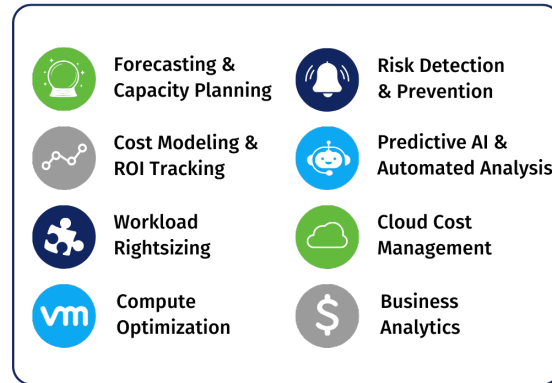 Forecasting &
Capacity Planning
Risk Detection
& Prevention
Cost Modeling &
ROI Tracking
Predictive AI &
Automated Analysis
Workload
Rightsizing
Cloud Cost
Management
vm
Compute
Optimization
$
Business
Analytics